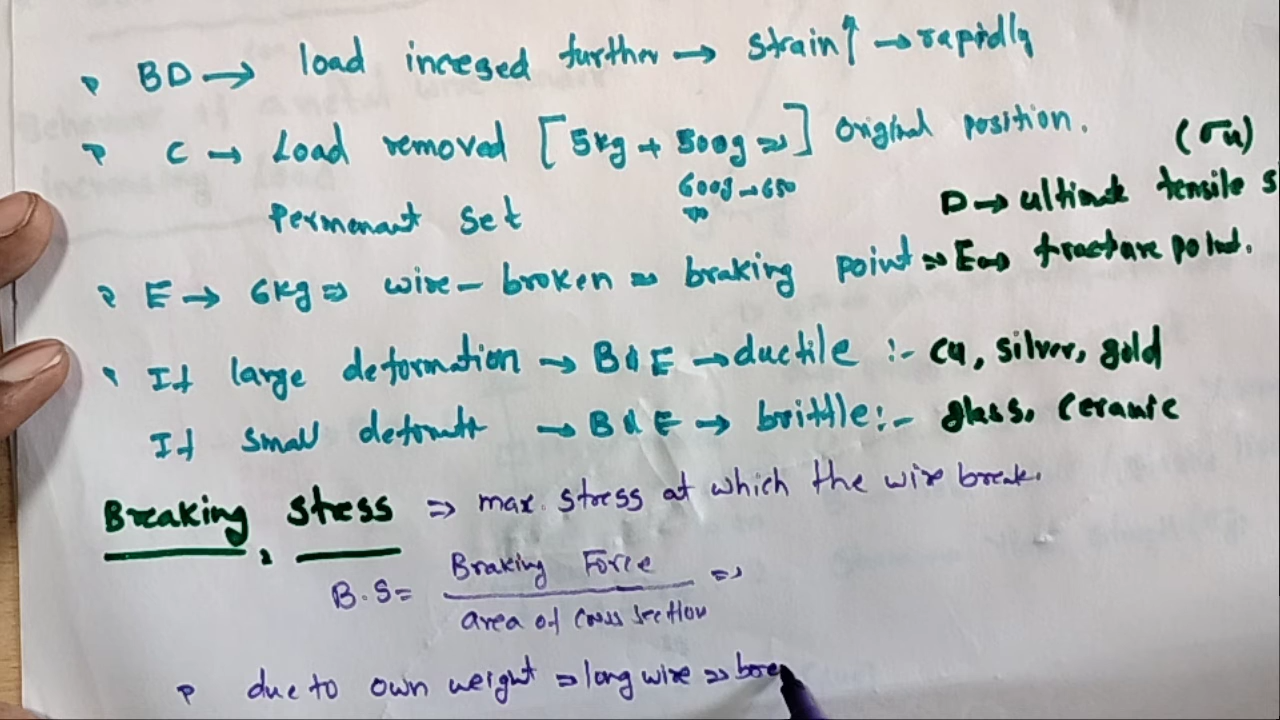 BD → load incresed further → strain↑ → rapidly
C → Load removed [5kg + 500g ⇒] original position.
600g → 650
(σu)
Permenant set
D → ultimate tensile s
E → 6kg ⇒ wire – broken ⇒ braking point ⇒ E → fracture point.
If large deformation → B & E → ductile :- Cu, silver, gold
If small → B & E → brittle :- glass, ceramic
Breaking stress ⇒ max. stress at which the wire break.
B.S = Braking Force ⇒
area of cross section
due to own weight ⇒ long wire ⇒ bre